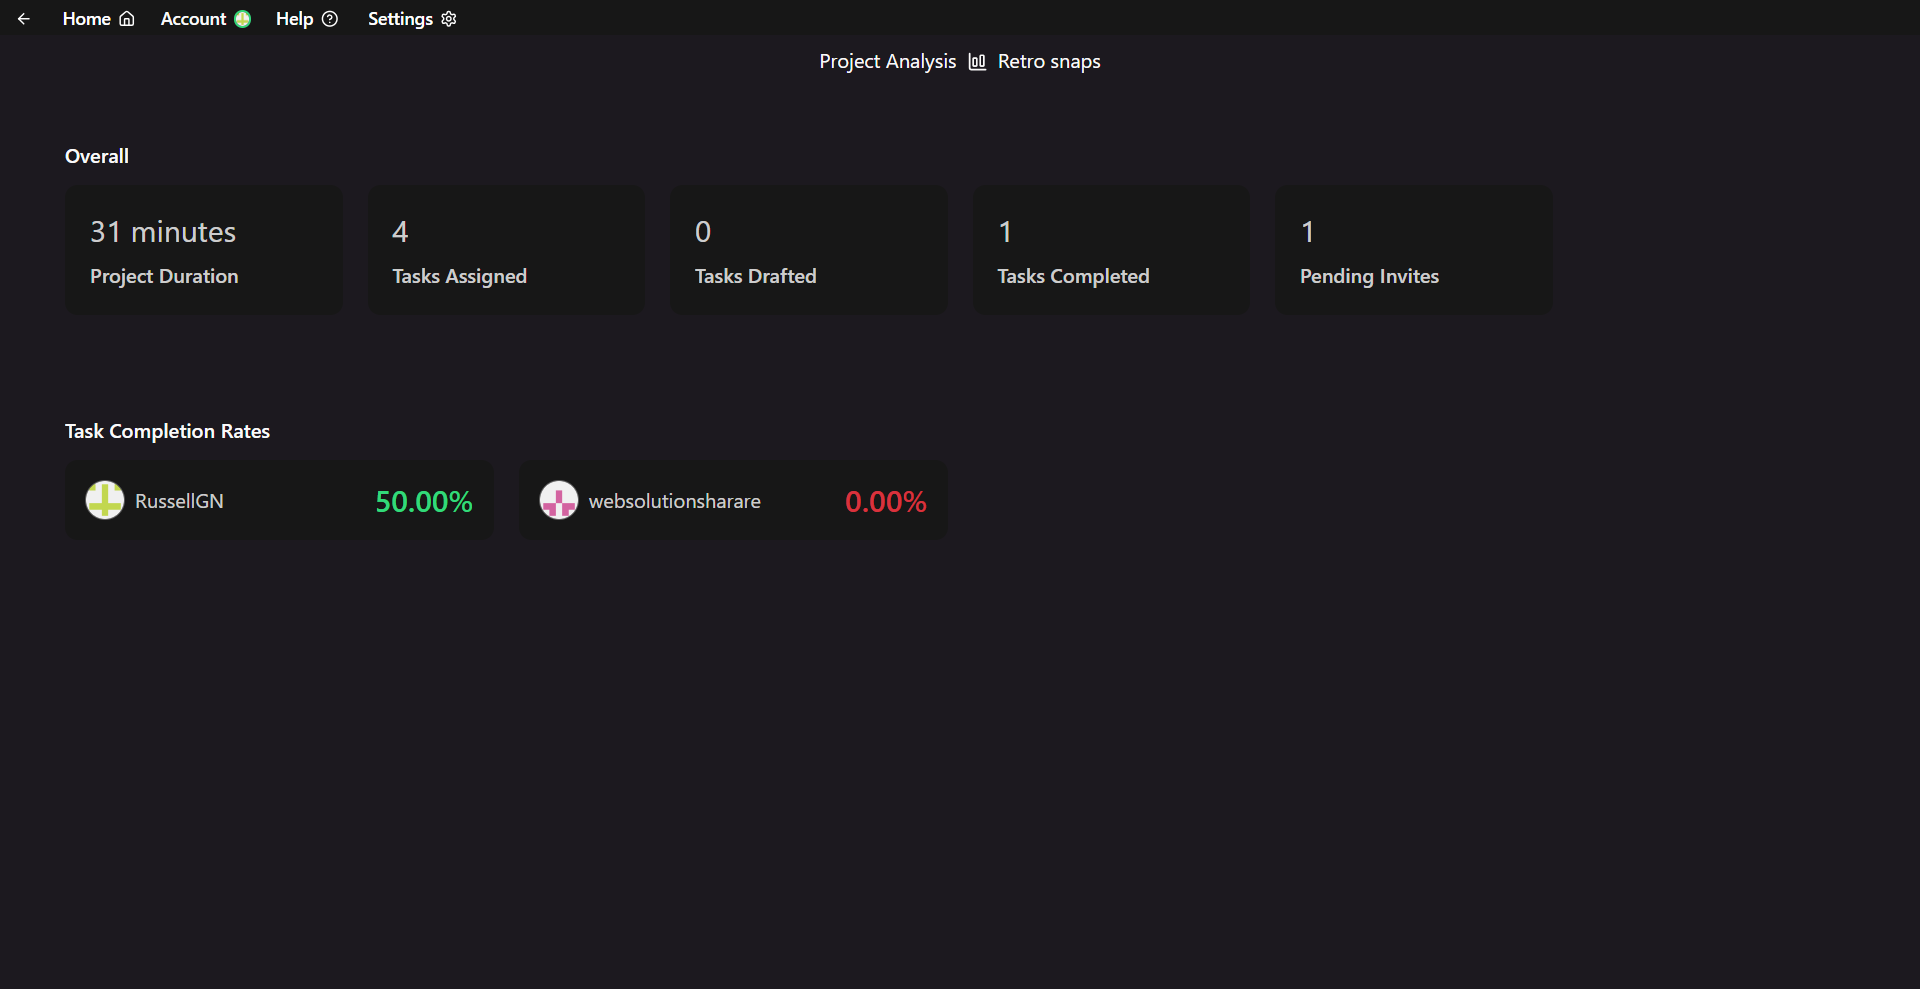 Home Account Help Settings
Project Analysis Retro snaps
Overall
31 minutes
Project Duration
4
Tasks Assigned
0
Tasks Drafted
1
Tasks Completed
1
Pending Invites
Task Completion Rates
RussellGN 50.00%
websolutionsharare 0.00%